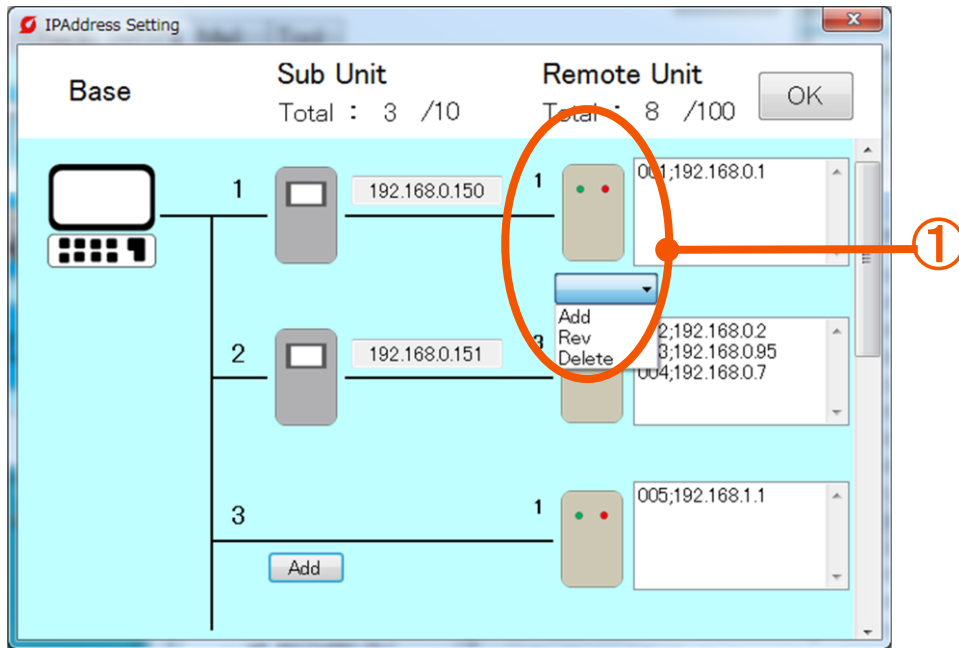 IPAddress Setting
Base
Sub Unit
Total : 3 /10
Remote Unit
Total : 8 /100
OK
1
192.168.0.150
1
001;192.168.0.1
①
Add
Rev
Delete
2
192.168.0.151
3
2;192.168.0.2
3;192.168.0.95
004;192.168.0.7
3
Add
1
005;192.168.1.1